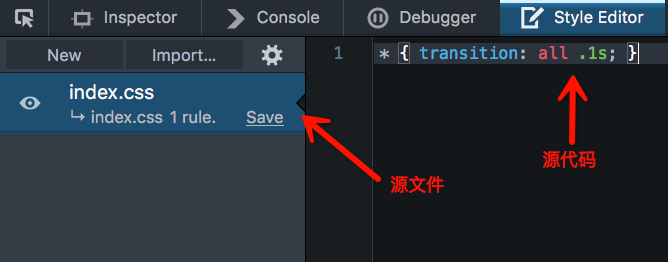 Inspector Console Debugger Style Editor
New Import...
index.css
index.css 1 rule. Save
1 * { transition: all .1s; }
源文件
源代码